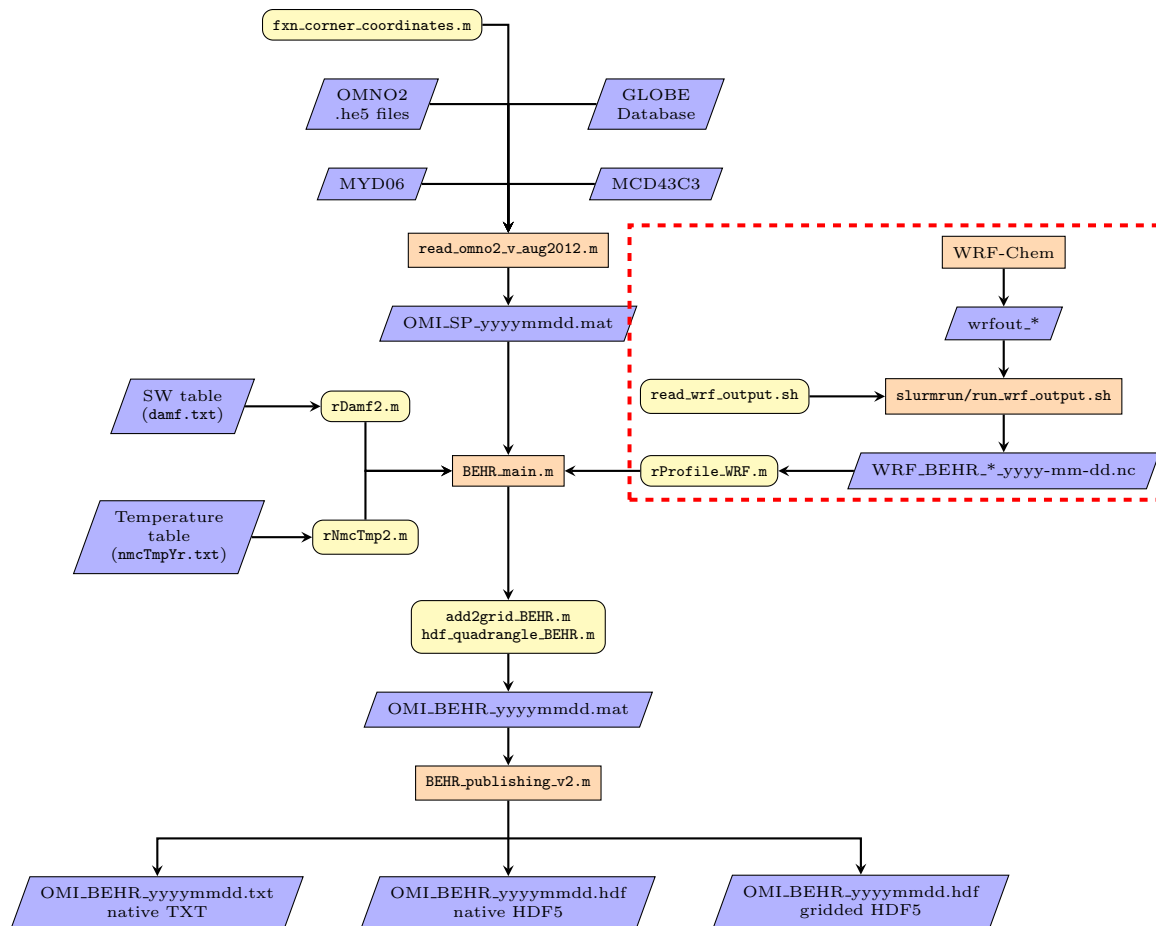 fxn_corner_coordinates.m
OMNO2
.he5 files
GLOBE
Database
MYD06
MCD43C3
read_omno2_v_aug2012.m
WRF-Chem
OMI_SP_yyyymmdd.mat
wrfout_*
SW table
(damf.txt)
rDamf2.m
read_wrf_output.sh
slurmrun/run_wrf_output.sh
BEHR_main.m
rProfile_WRF.m
WRF_BEHR_*_yyyy-mm-dd.nc
Temperature
table
(nmcTmpYr.txt)
rNmcTmp2.m
add2grid_BEHR.m
hdf_quadrangle_BEHR.m
OMI_BEHR_yyyymmdd.mat
BEHR_publishing_v2.m
OMI_BEHR_yyyymmdd.txt
native TXT
OMI_BEHR_yyyymmdd.hdf
native HDF5
OMI_BEHR_yyyymmdd.hdf
gridded HDF5